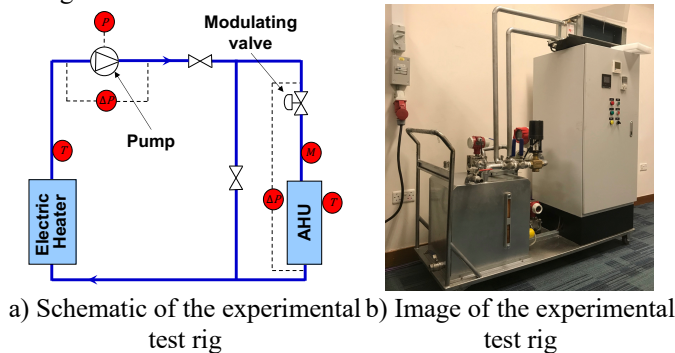 P
Modulating
valve
ΔP
Pump
T
M
ΔP
T
Electric
Heater
AHU
a) Schematic of the experimental
test rig
b) Image of the experimental
test rig